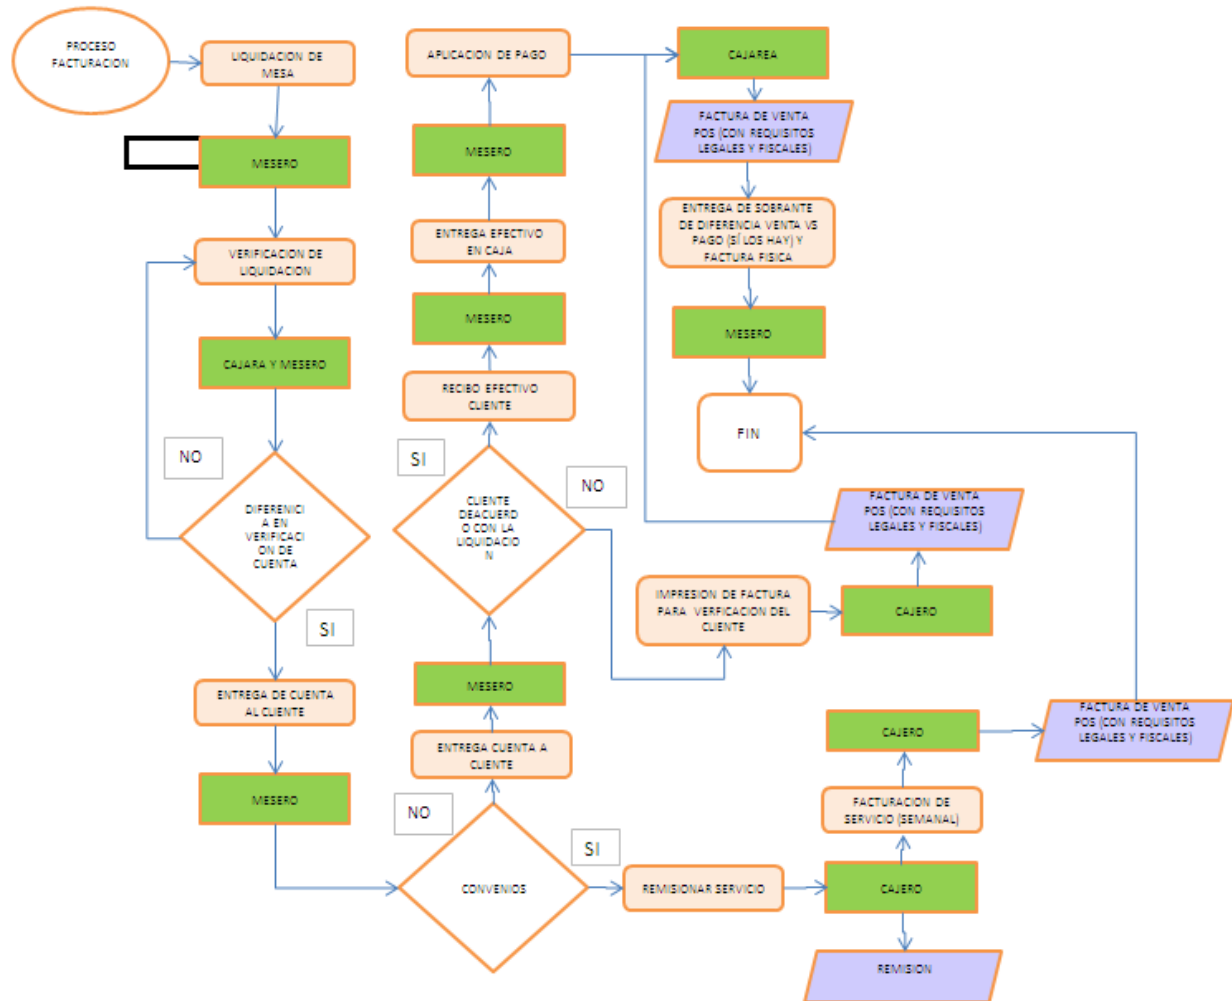 PROCESO
FACTURACION
LIQUIDACION DE
MESA
MESERO
VERIFICACION DE
LIQUIDACION
CAJARA Y MESERO
NO
DIFERENCI
A EN
VERIFICACI
ON DE
CUENTA
SI
ENTREGA DE CUENTA
AL CLIENTE
MESERO
APLICACION DE PAGO
MESERO
ENTREGA EFECTIVO
EN CAJA
MESERO
RECIBO EFECTIVO
CLIENTE
SI
CLIENTE
DEACUERD
O CON LA
LIQUIDACIO
N
NO
MESERO
ENTREGA CUENTA A
CLIENTE
NO
CONVENIOS
SI
CAJAREA
FACTURA DE VENTA
POS (CON REQUISITOS
LEGALES Y FISCALES)
ENTREGA DE SOBRANTE
DE DIFERENCIA VENTA VS
PAGO (SÍ LOS HAY) Y
FACTURA FISICA
MESERO
FIN
FACTURA DE VENTA
POS (CON REQUISITOS
LEGALES Y FISCALES)
IMPRESION DE FACTURA
PARA VERFICACION DEL
CLIENTE
CAJERO
FACTURA DE VENTA
POS (CON REQUISITOS
LEGALES Y FISCALES)
CAJERO
FACTURACION DE
SERVICIO (SEMANAL)
REMISIONAR SERVICIO
CAJERO
REMISION